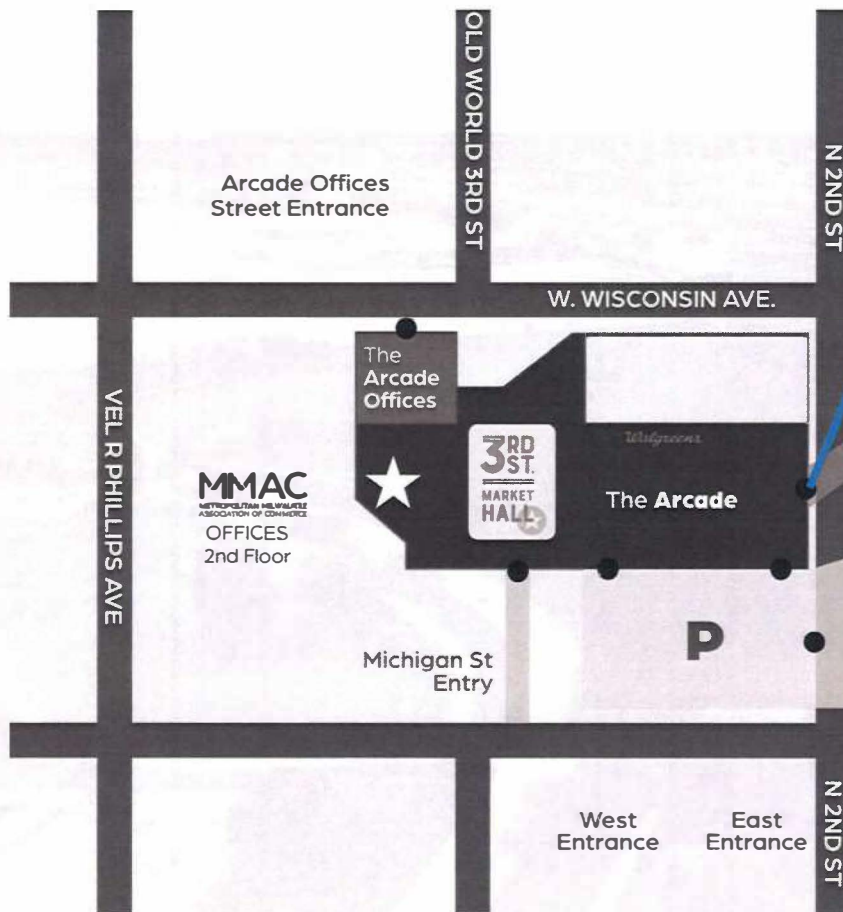 OLD WORLD 3RD ST
N 2ND ST
Arcade Offices
Street Entrance
W. WISCONSIN AVE.
The
Arcade
Offices
VEL R PHILLIPS AVE
MMAC
METROPOLITAN MILWAUKEE
ASSOCIATION OF COMMERCE
OFFICES
2nd Floor
3RD
ST.
MARKET
HALL
Walgreens
The Arcade
Michigan St
Entry
P
West
Entrance
East
Entrance
N 2ND ST